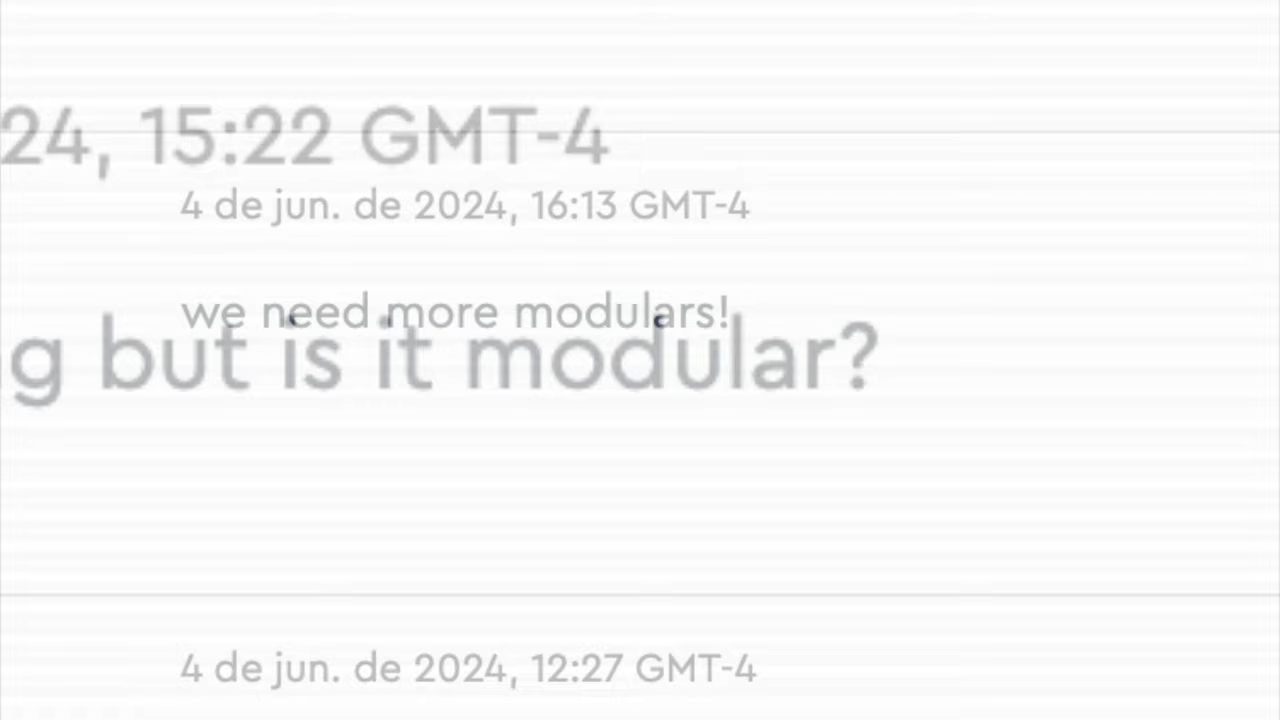 24, 15:22 GMT-4
4 de jun. de 2024, 16:13 GMT-4
we need more modulars!
g but is it modular?
4 de jun. de 2024, 12:27 GMT-4